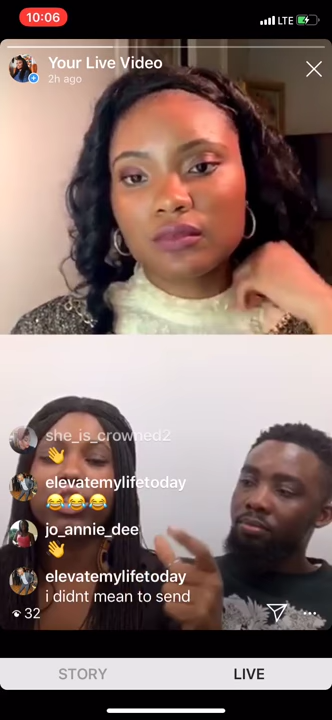 10:06
LTE
Your Live Video
2h ago
she_is_crowned2
👋
elevatemylifetoday
😂😂😂
jo_annie_dee
👋
elevatemylifetoday
i didnt mean to send
32
STORY LIVE